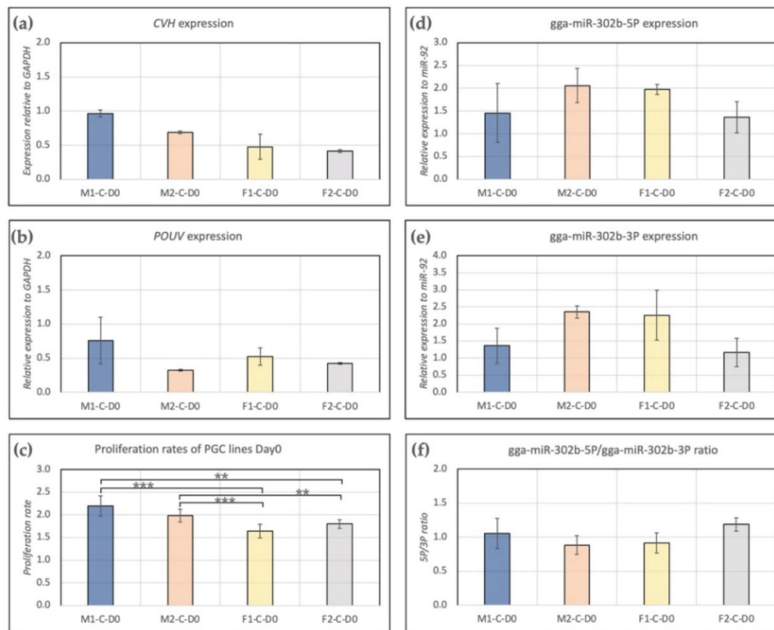 (a)
CVH expression
Expression relative to GAPDH
2.0
1.5
1.0
0.5
0.0
M1-C-D0 M2-C-D0 F1-C-D0 F2-C-D0
(d)
gga-miR-302b-5P expression
Relative expression to miR-92
3.0
2.5
2.0
1.5
1.0
0.5
0.0
M1-C-D0 M2-C-D0 F1-C-D0 F2-C-D0
(b)
POUV expression
Relative expression to GAPDH
2.0
1.5
1.0
0.5
0.0
M1-C-D0 M2-C-D0 F1-C-D0 F2-C-D0
(e)
gga-miR-302b-3P expression
Relative expression to miR-92
4.0
3.5
3.0
2.5
2.0
1.5
1.0
0.5
0.0
M1-C-D0 M2-C-D0 F1-C-D0 F2-C-D0
(c)
Proliferation rates of PGC lines Day0
Proliferation rate
3.0
2.5
2.0
1.5
1.0
0.5
0.0
**
***
**
***
M1-C-D0 M2-C-D0 F1-C-D0 F2-C-D0
(f)
gga-miR-302b-5P/gga-miR-302b-3P ratio
5P/3P ratio
2.0
1.5
1.0
0.5
0.0
M1-C-D0 M2-C-D0 F1-C-D0 F2-C-D0